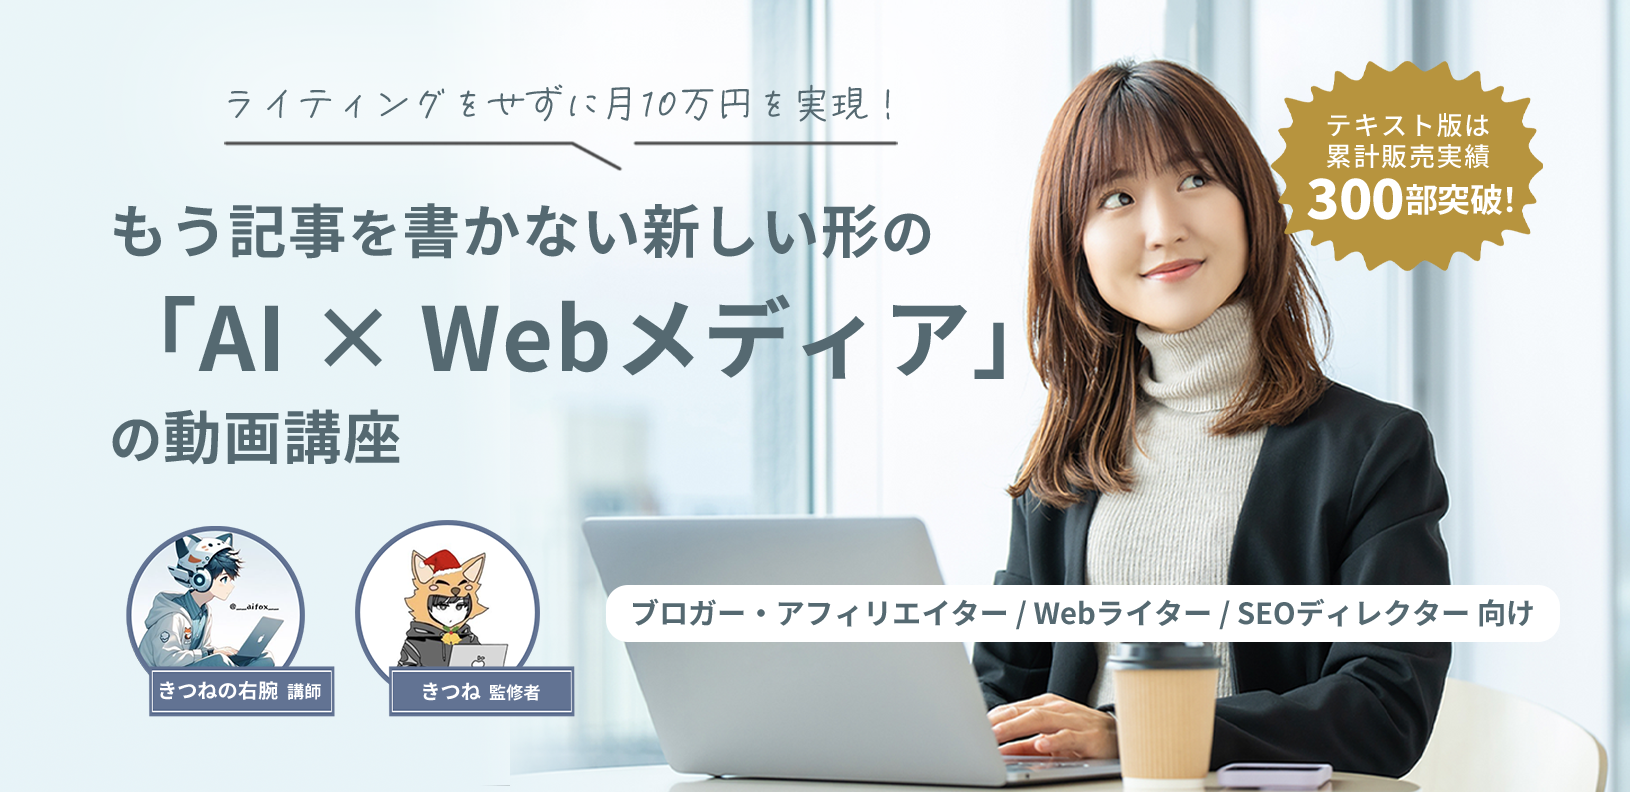 ライティングをせずに月10万円を実現！
テキスト版は
累計販売実績
300部突破!
もう記事を書かない新しい形の
「AI × Webメディア」
の動画講座
@__aifox__
ブロガー・アフィリエイター / Webライター / SEOディレクター 向け
きつねの右腕 講師
きつね 監修者